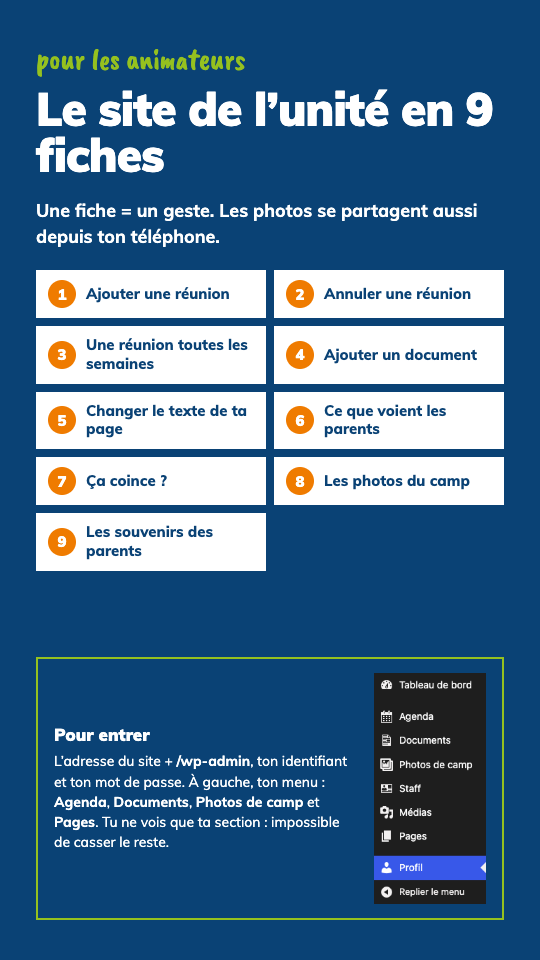 pour les animateurs
Le site de l'unité en 9
fiches
Une fiche = un geste. Les photos se partagent aussi
depuis ton téléphone.
1 Ajouter une réunion
2 Annuler une réunion
3 Une réunion toutes les
semaines
4 Ajouter un document
5 Changer le texte de ta
page
6 Ce que voient les
parents
7 Ça coince ?
8 Les photos du camp
9 Les souvenirs des
parents
Pour entrer
L'adresse du site + /wp-admin, ton identifiant
et ton mot de passe. À gauche, ton menu :
Agenda, Documents, Photos de camp et
Pages. Tu ne vois que ta section : impossible
de casser le reste.
Tableau de bord
Agenda
Documents
Photos de camp
Staff
Médias
Pages
Profil
Replier le menu